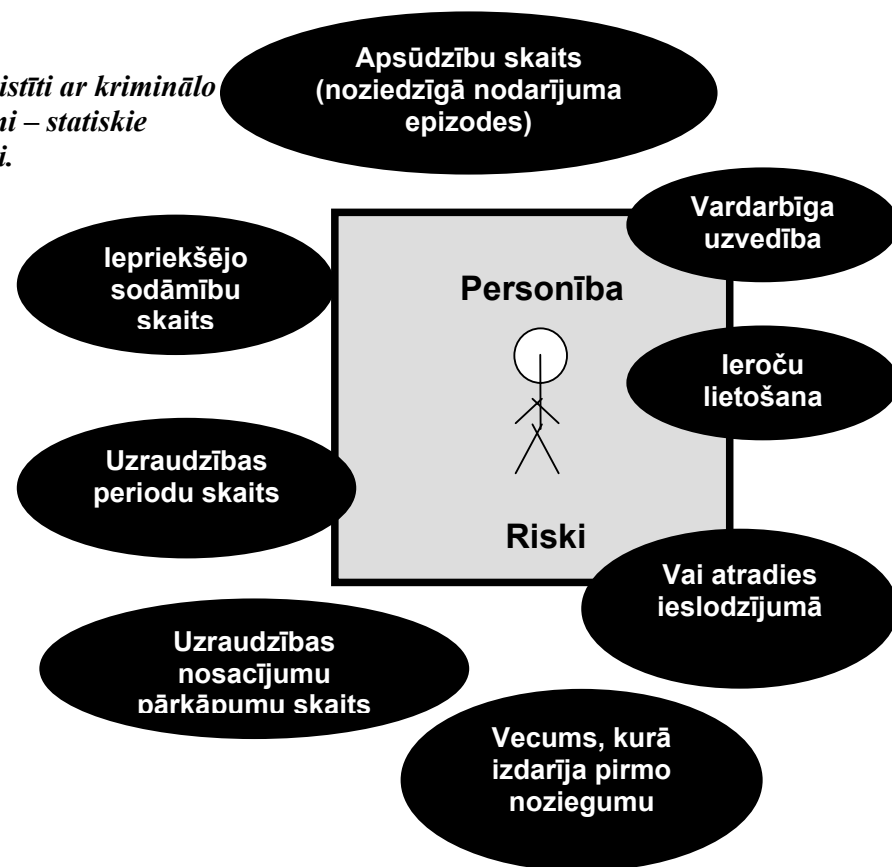 Apsūdzību skaits
(noziedzīgā nodarījuma
epizodes)
istīti ar kriminālo
ni – statiskie
i.
Vardarbīga
uzvedība
Iepriekšējo
sodāmību
skaits
Personība
Ieroču
lietošana
Uzraudzības
periodu skaits
Riski
Vai atradies
ieslodzījumā
Uzraudzības
nosacījumu
pārkāpumu skaits
Vecums, kurā
izdarīja pirmo
noziegumu